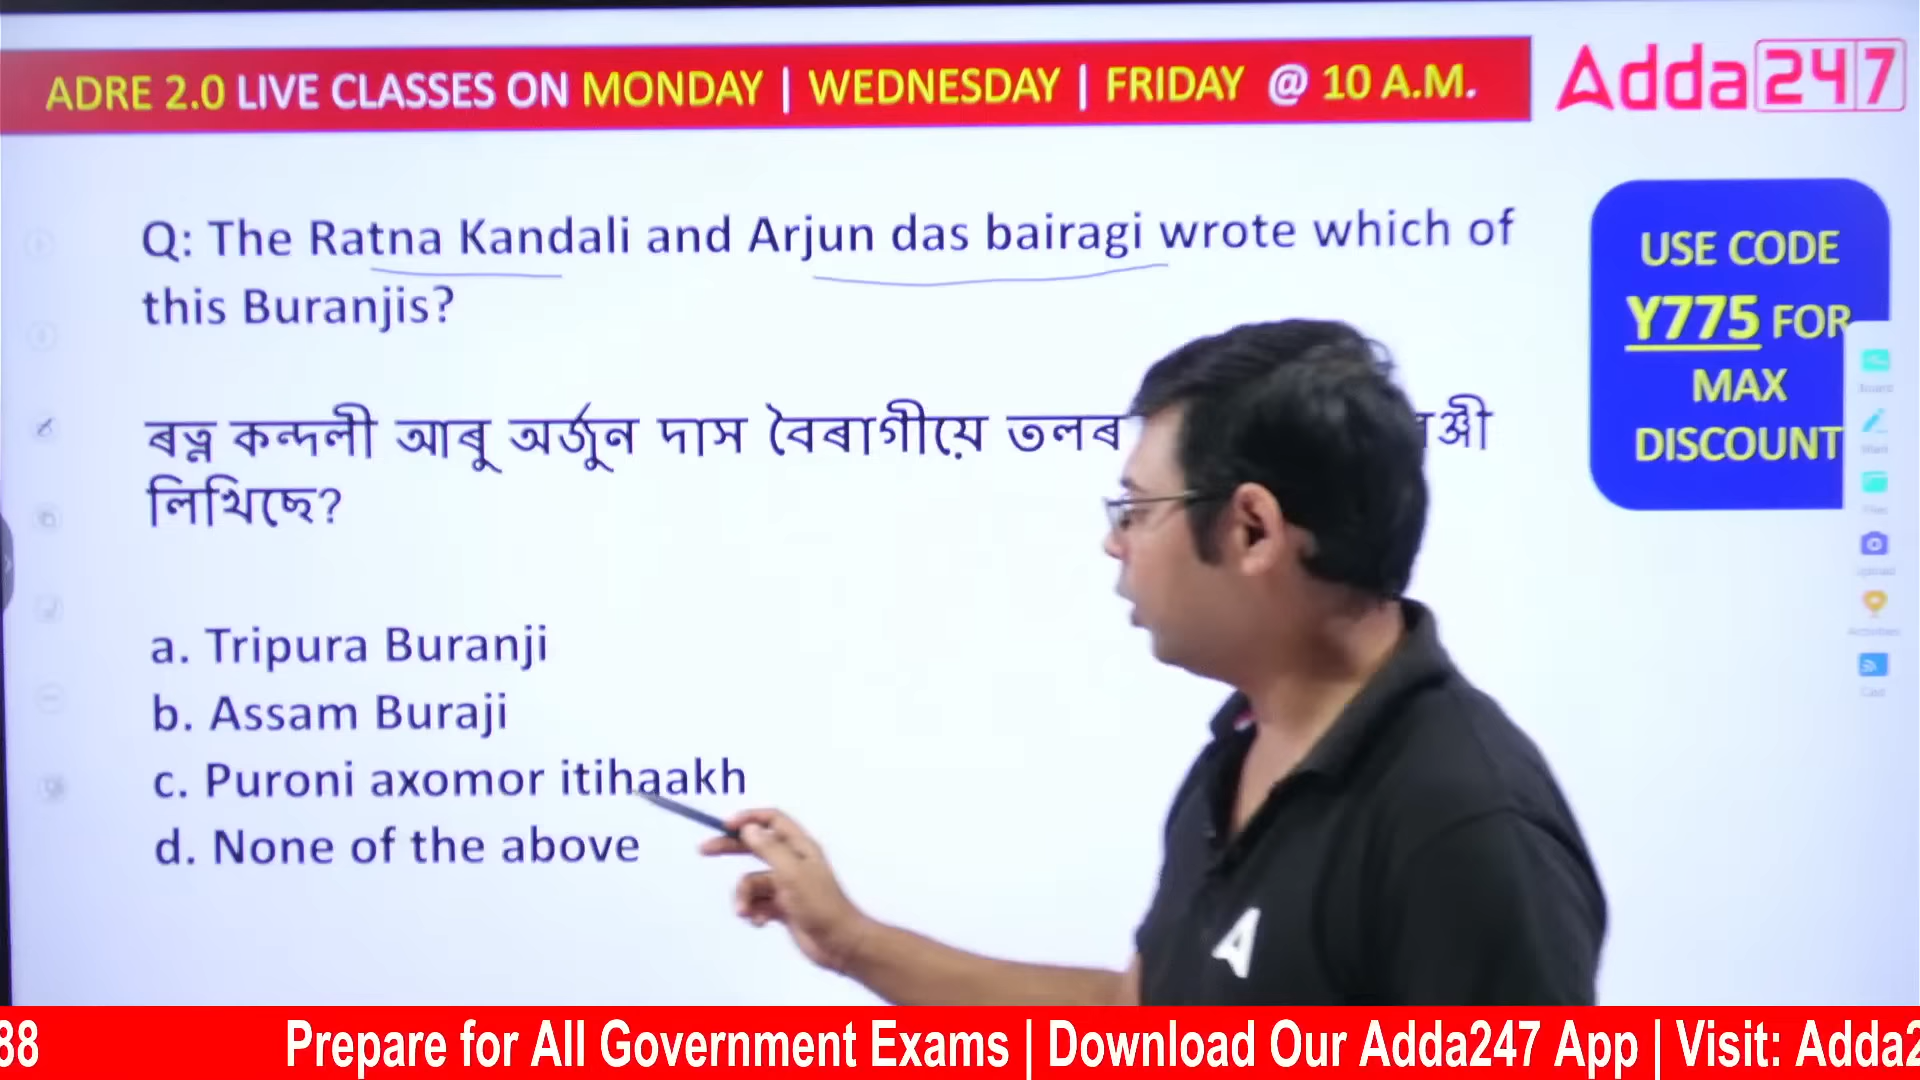 ADRE 2.0 LIVE CLASSES ON MONDAY | WEDNESDAY | FRIDAY @ 10 A.M.
Adda247
Q: The Ratna Kandali and Arjun das bairagi wrote which of
this Buranjis?
USE CODE
Y775 FOR
MAX
DISCOUNT
ৰত্ন কন্দলী আৰু অৰ্জুন দাস বৈৰাগীয়ে তলৰ
লিখিছে?
a. Tripura Buranji
b. Assam Buraji
c. Puroni axomor itihaakh
d. None of the above
88 Prepare for All Government Exams | Download Our Adda247 App | Visit: Adda2